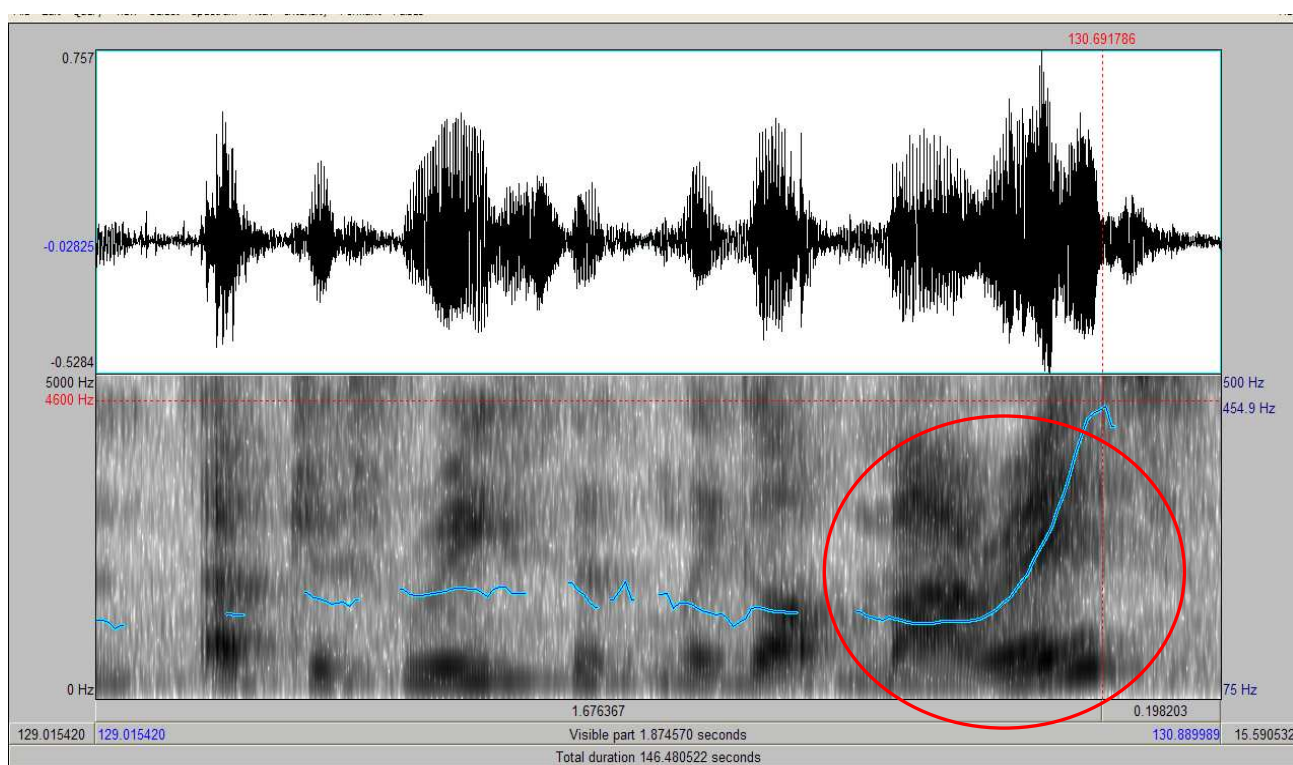 130.691786
0.757
-0.02825
-0.5284
5000 Hz
500 Hz
4600 Hz
454.9 Hz
0 Hz
75 Hz
1.676367
0.198203
129.015420
129.015420
Visible part 1.874570 seconds
130.889989
15.590532
Total duration 146.480522 seconds